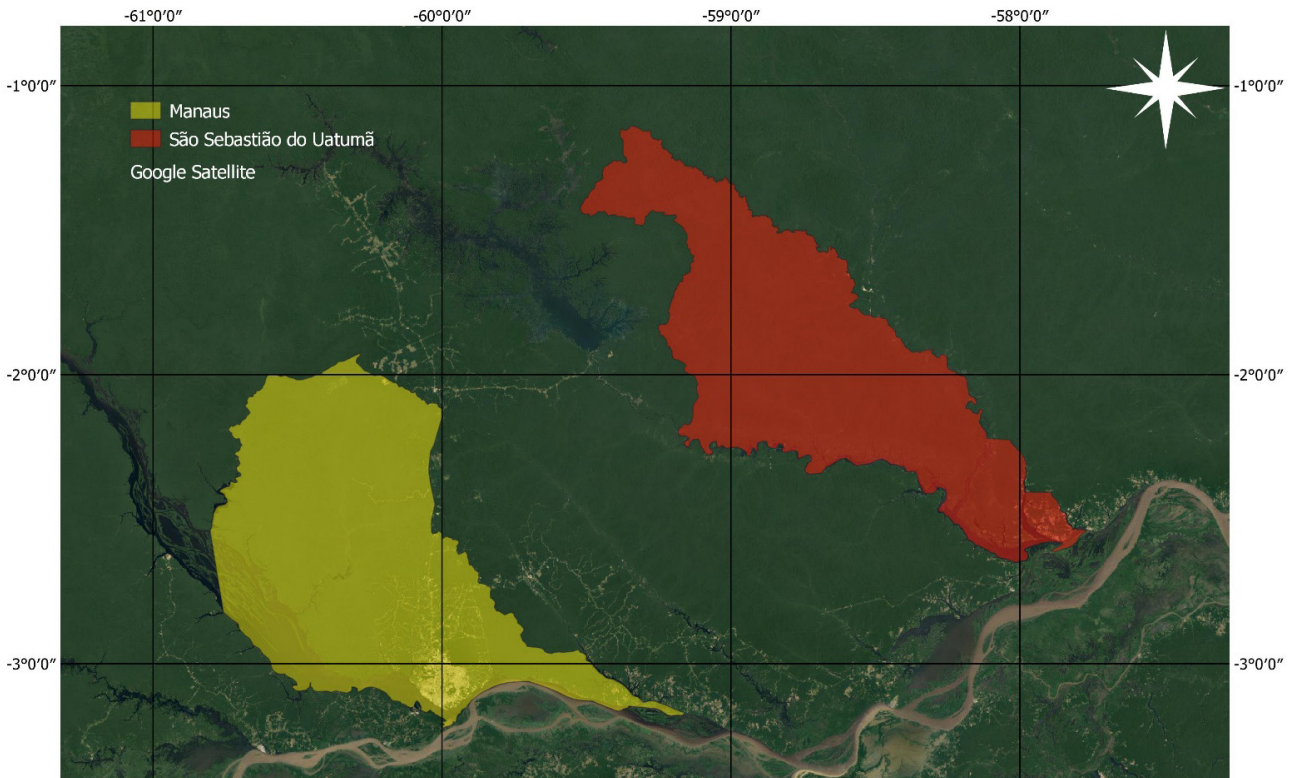 -61°0′0″ -60°0′0″ -59°0′0″ -58°0′0″
-1°0′0″ -1°0′0″
Manaus
São Sebastião do Uatumã
Google Satellite
-2°0′0″ -2°0′0″
-3°0′0″ -3°0′0″